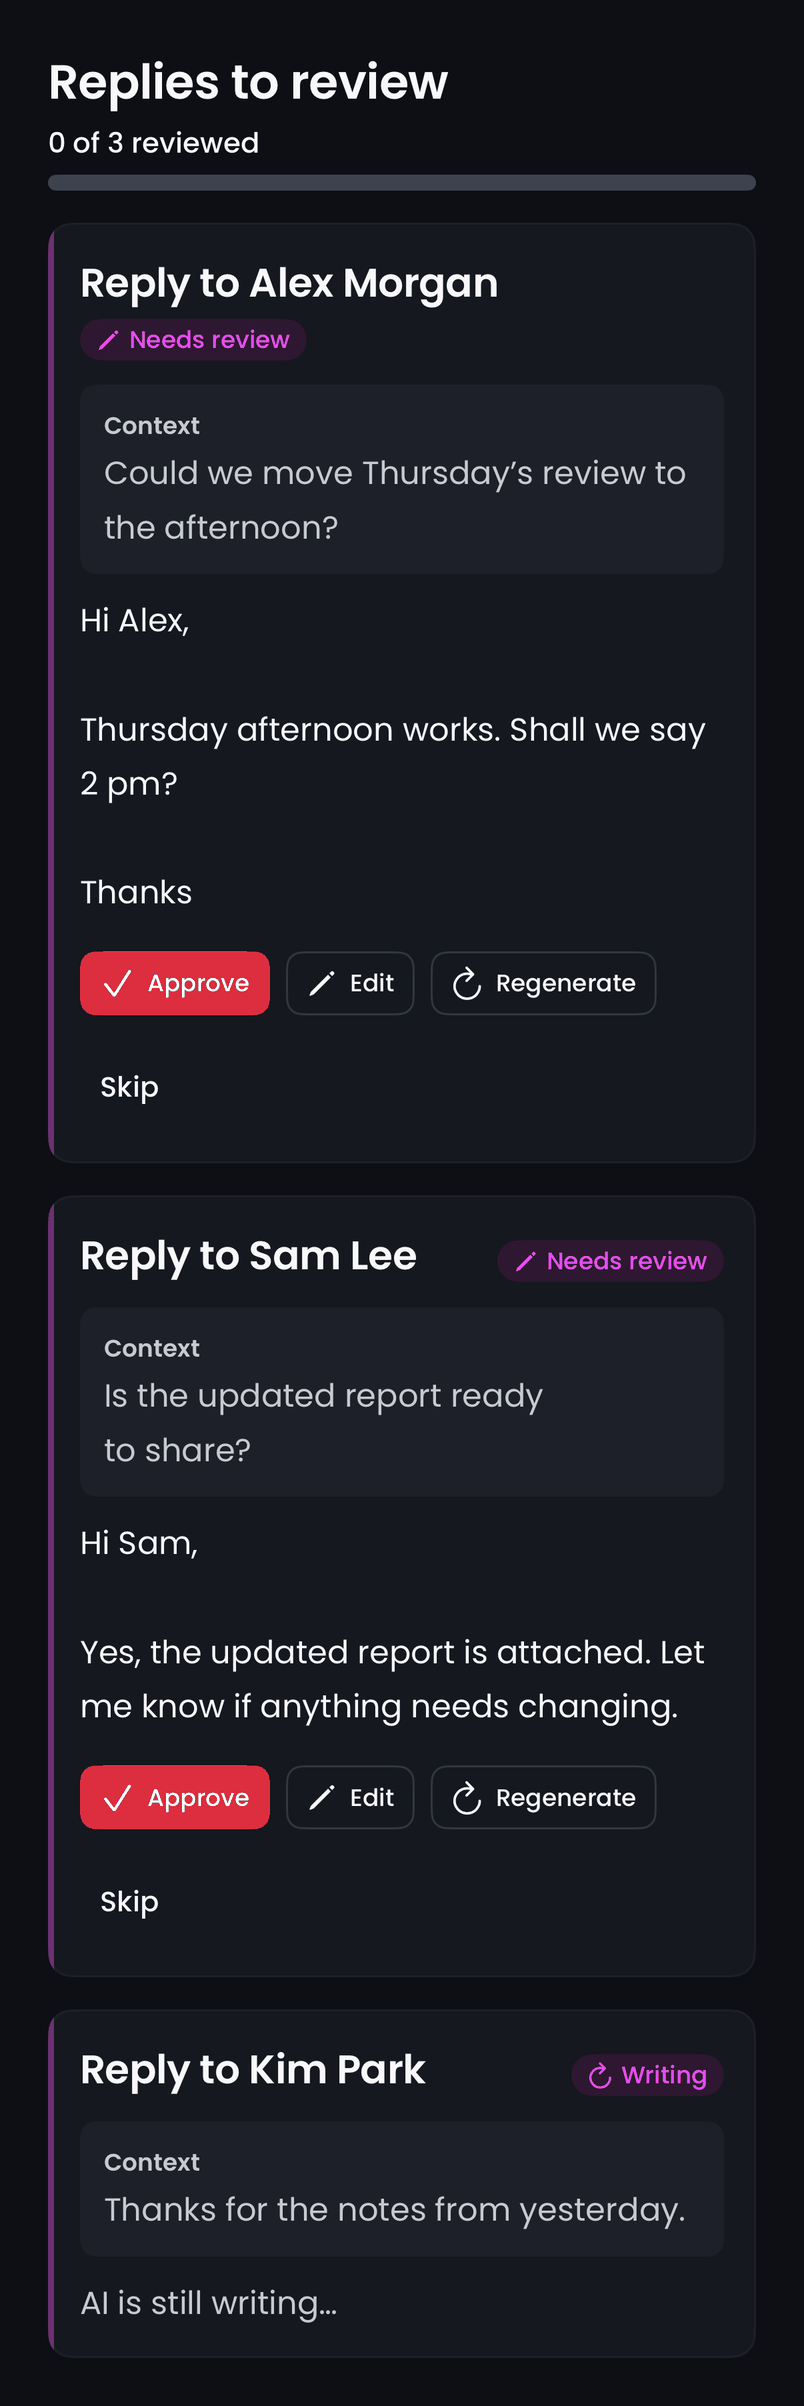 Replies to review
0 of 3 reviewed
Reply to Alex Morgan
Needs review
Context
Could we move Thursday’s review to
the afternoon?
Hi Alex,
Thursday afternoon works. Shall we say
2 pm?
Thanks
Approve
Edit
Regenerate
Skip
Reply to Sam Lee
Needs review
Context
Is the updated report ready
to share?
Hi Sam,
Yes, the updated report is attached. Let
me know if anything needs changing.
Approve
Edit
Regenerate
Skip
Reply to Kim Park
Writing
Context
Thanks for the notes from yesterday.
AI is still writing…